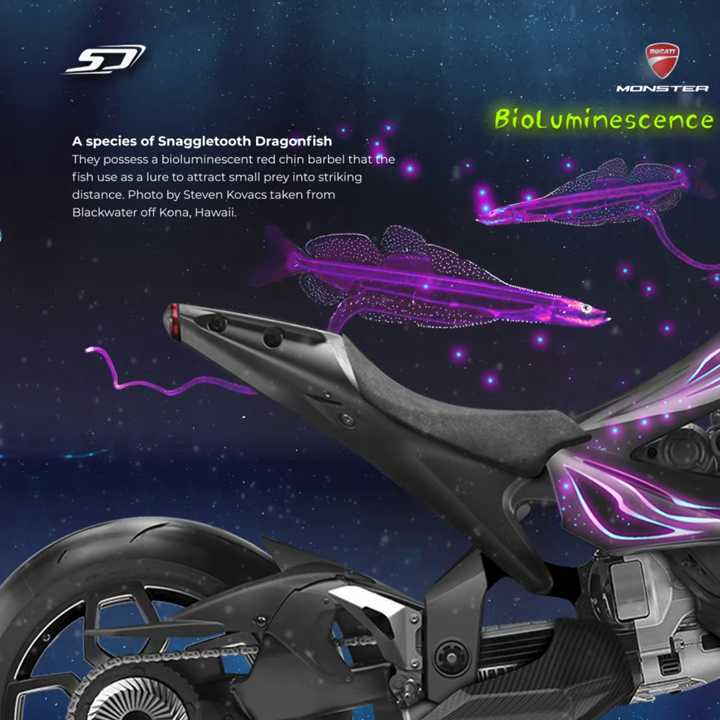 SD
DUCATI
MONSTER
BioLuminescence
A species of Snaggletooth Dragonfish
They possess a bioluminescent red chin barbel that the
fish use as a lure to attract small prey into striking
distance. Photo by Steven Kovacs taken from
Blackwater off Kona, Hawaii.